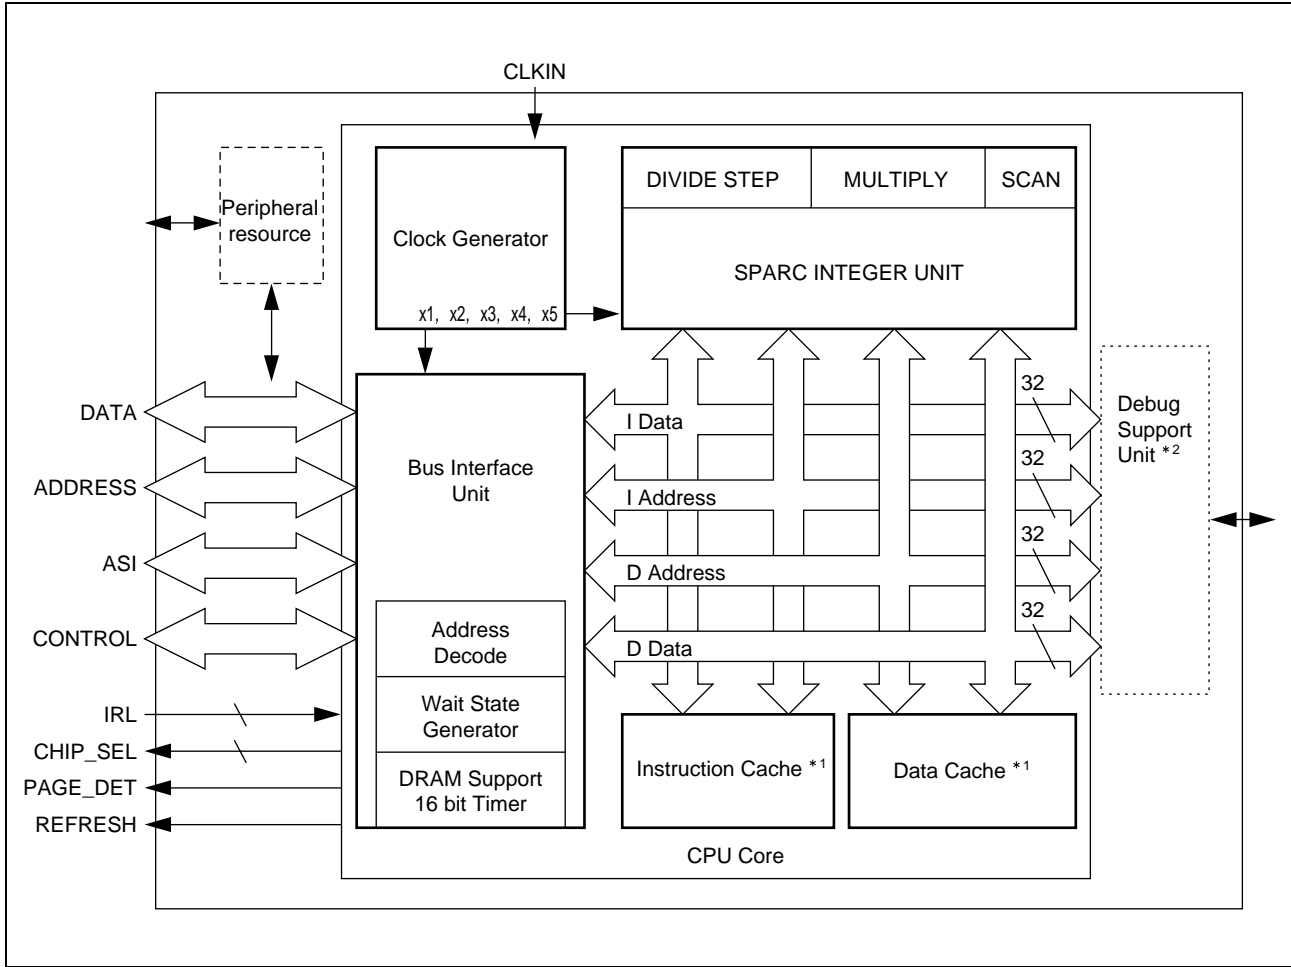 CLKIN
Peripheral
resource
Clock Generator
x1, x2, x3, x4, x5
DIVIDE STEP
MULTIPLY
SCAN
SPARC INTEGER UNIT
DATA
ADDRESS
ASI
CONTROL
IRL
CHIP_SEL
PAGE_DET
REFRESH
Bus Interface
Unit
Address
Decode
Wait State
Generator
DRAM Support
16 bit Timer
I Data
I Address
D Address
D Data
32
32
32
32
Debug
Support
Unit *2
Instruction Cache *1
Data Cache *1
CPU Core